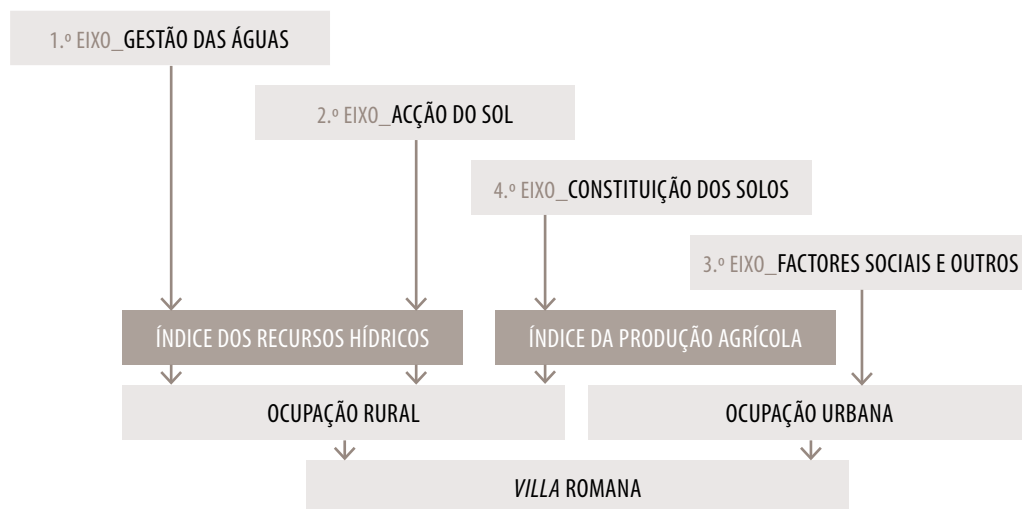 1.º EIXO_GESTÃO DAS ÁGUAS
2.º EIXO_ACÇÃO DO SOL
4.º EIXO_CONSTITUIÇÃO DOS SOLOS
3.º EIXO_FACTORES SOCIAIS E OUTROS
ÍNDICE DOS RECURSOS HÍDRICOS
ÍNDICE DA PRODUÇÃO AGRÍCOLA
OCUPAÇÃO RURAL
OCUPAÇÃO URBANA
VILLA ROMANA